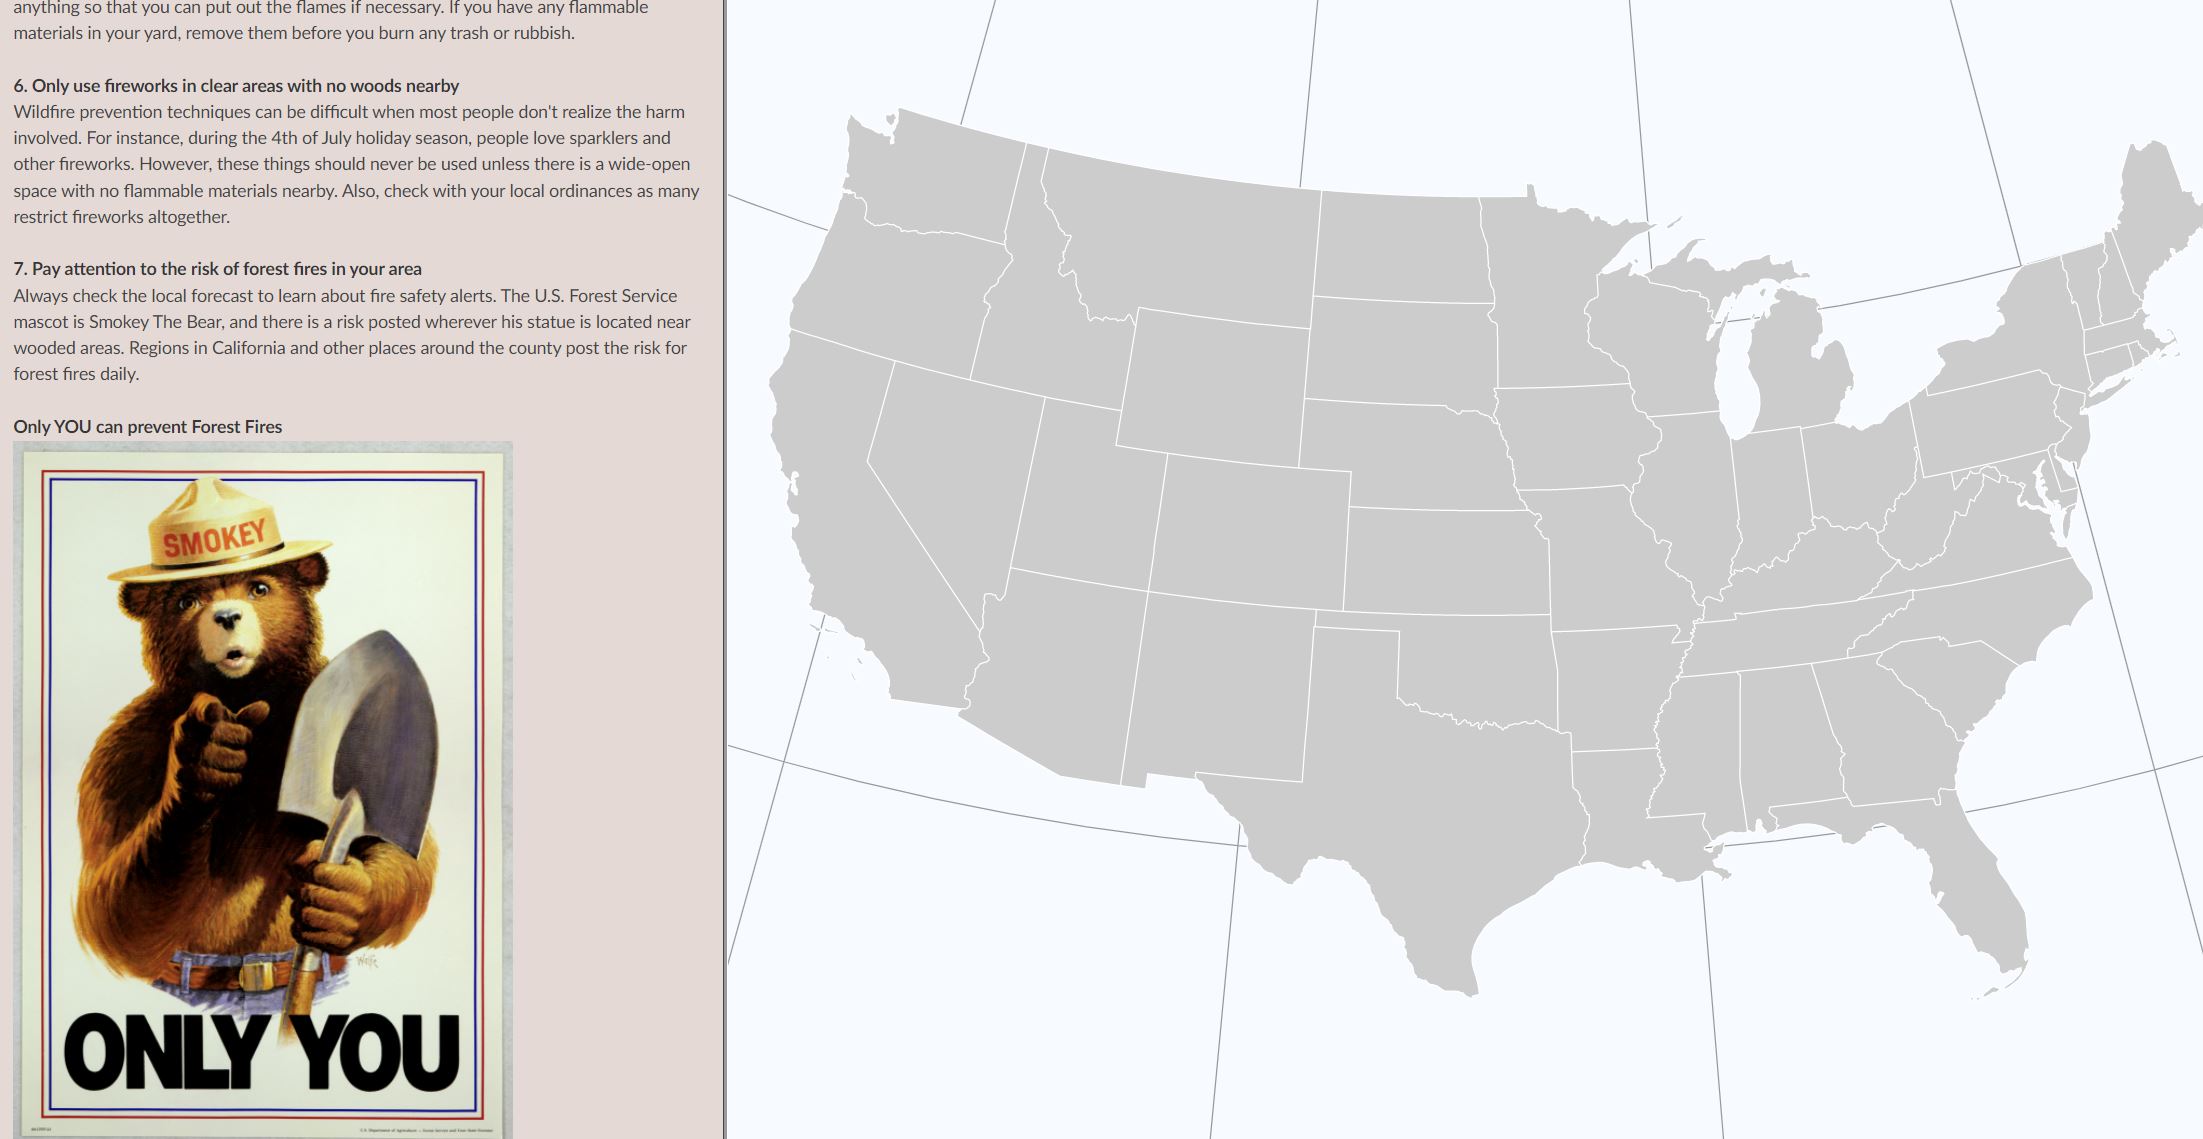 anything so that you can put out the flames if necessary. If you have any flammable
materials in your yard, remove them before you burn any trash or rubbish.
6. Only use fireworks in clear areas with no woods nearby
Wildfire prevention techniques can be difficult when most people don't realize the harm
involved. For instance, during the 4th of July holiday season, people love sparklers and
other fireworks. However, these things should never be used unless there is a wide-open
space with no flammable materials nearby. Also, check with your local ordinances as many
restrict fireworks altogether.
7. Pay attention to the risk of forest fires in your area
Always check the local forecast to learn about fire safety alerts. The U.S. Forest Service
mascot is Smokey The Bear, and there is a risk posted wherever his statue is located near
wooded areas. Regions in California and other places around the county post the risk for
forest fires daily.
Only YOU can prevent Forest Fires
SMOKEY
ONLY YOU